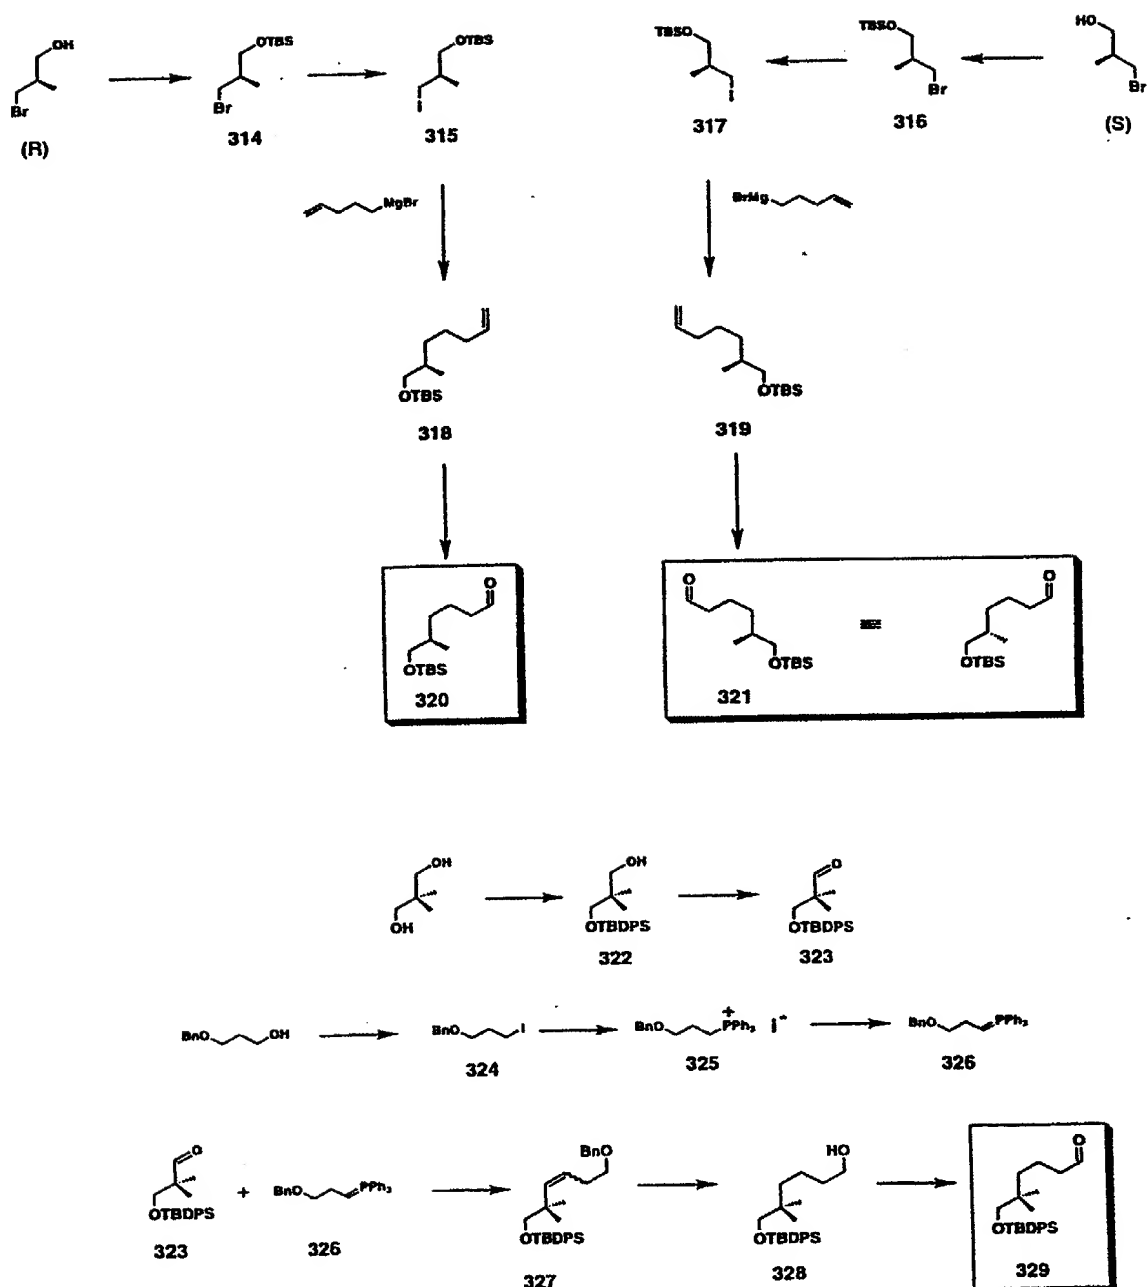 OH
Br
(R)
OTBS
Br
314
OTBS
I
315
TBSO
I
317
TBSO
Br
316
HO
Br
(S)
MgBr
BrMg
OTBS
318
OTBS
319
O
OTBS
320
O
OTBS
321
≡
O
OTBS
OH
OH
OH
OTBDPS
322
O
OTBDPS
323
BnO
OH
BnO
I
324
BnO
+
PPh3
I-
325
BnO
PPh3
326
O
OTBDPS
323
+
BnO
PPh3
326
BnO
OTBDPS
327
HO
OTBDPS
328
O
OTBDPS
329